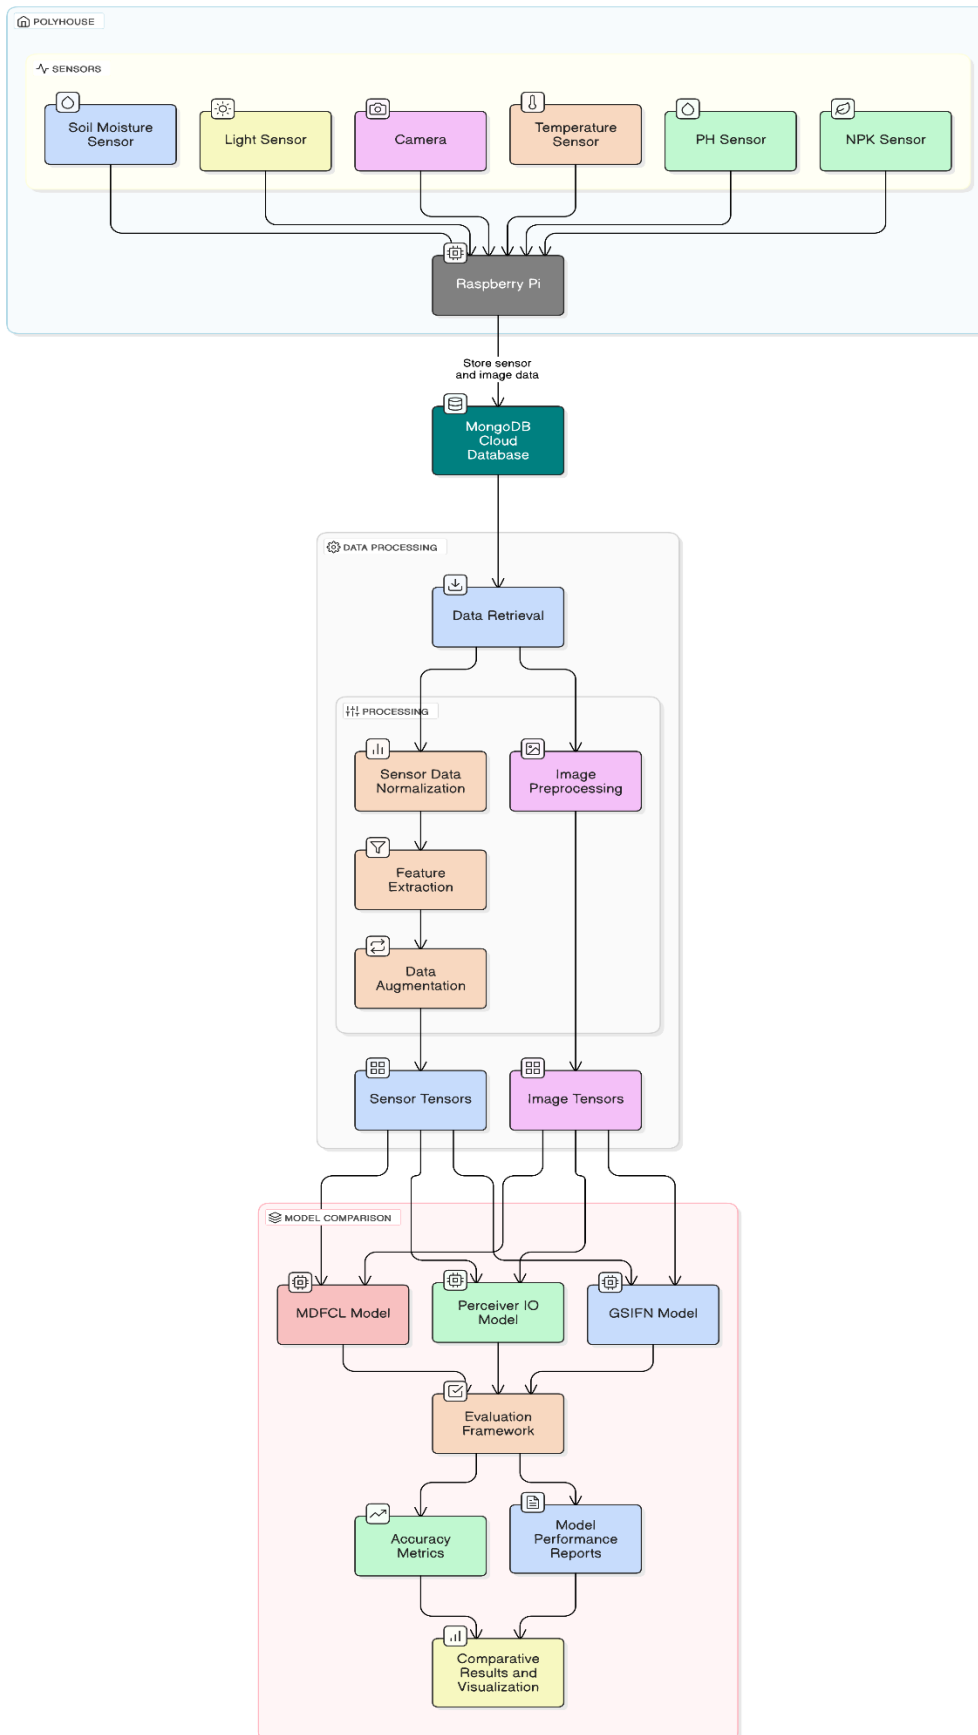 POLYHOUSE
SENSORS
Soil Moisture
Sensor
Light Sensor
Camera
Temperature
Sensor
PH Sensor
NPK Sensor
Raspberry Pi
Store sensor
and image data
MongoDB
Cloud
Database
DATA PROCESSING
Data Retrieval
PROCESSING
Sensor Data
Normalization
Image
Preprocessing
Feature
Extraction
Data
Augmentation
Sensor Tensors
Image Tensors
MODEL COMPARISON
MDFCL Model
Perceiver IO
Model
GSIFN Model
Evaluation
Framework
Accuracy
Metrics
Model
Performance
Reports
Comparative
Results and
Visualization